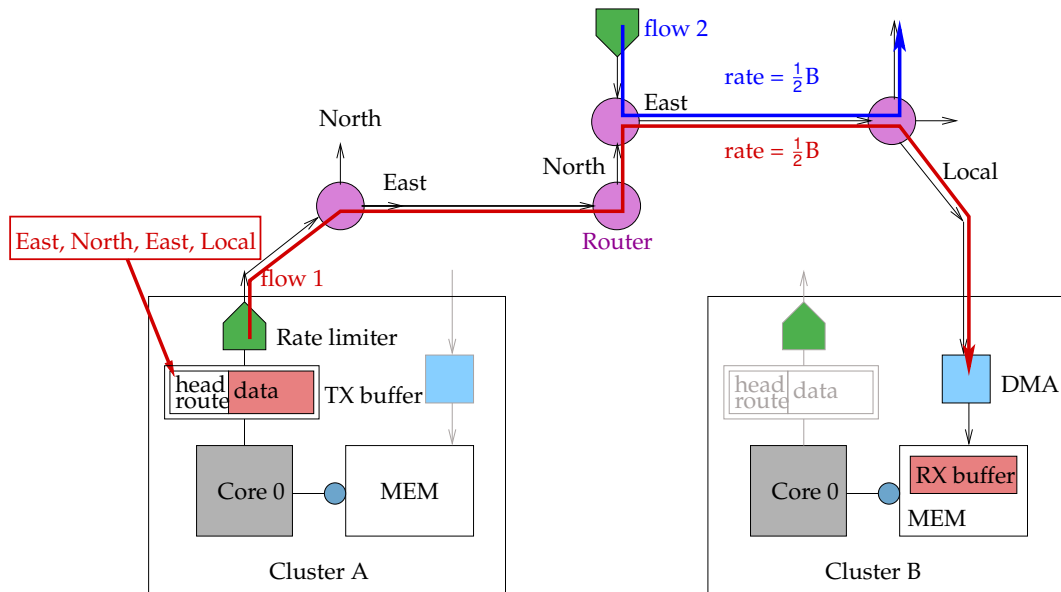 flow 2
rate = ½B
East
North
North
rate = ½B
Local
East
Router
East, North, East, Local
flow 1
Rate limiter
head
route
data
TX buffer
head
route
data
DMA
Core 0
MEM
Core 0
RX buffer
MEM
Cluster A
Cluster B